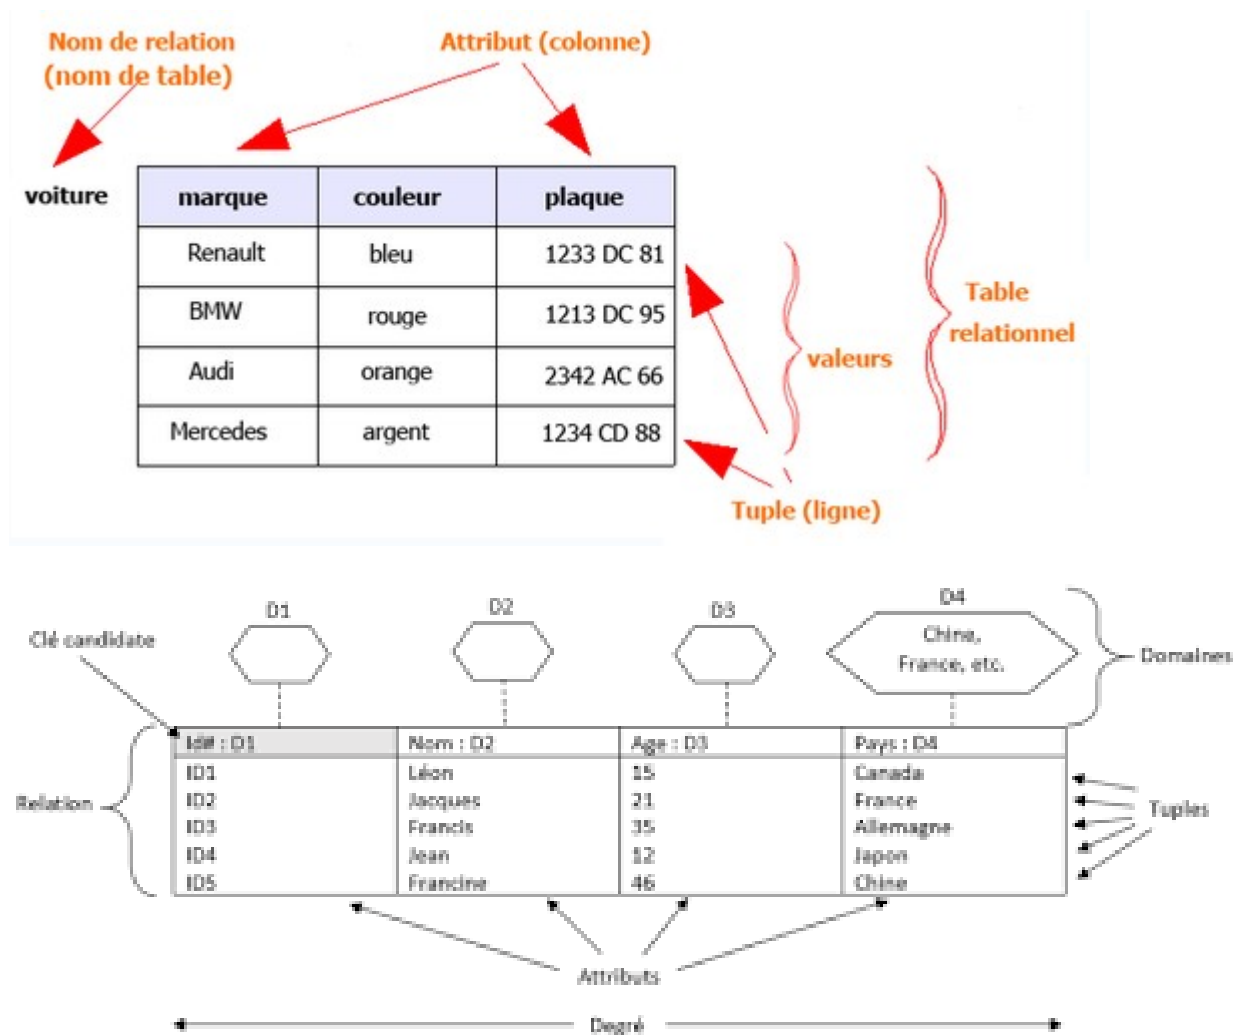 Nom de relation
(nom de table)
Attribut (colonne)
voiture
marque couleur plaque
Renault bleu 1233 DC 81
BMW rouge 1213 DC 95
Audi orange 2342 AC 66
Mercedes argent 1234 CD 88
valeurs
Table
relationnel
Tuple (ligne)
Clé candidate
D1 D2 D3 D4
Chine,
France, etc.
Domaines
Id# : D1 Nom : D2 Age : D3 Pays : D4
ID1 Léon 15 Canada
ID2 Jacques 21 France
ID3 Francis 35 Allemagne
ID4 Jean 12 Japon
ID5 Francine 46 Chine
Relation
Tuples
Attributs
Degré